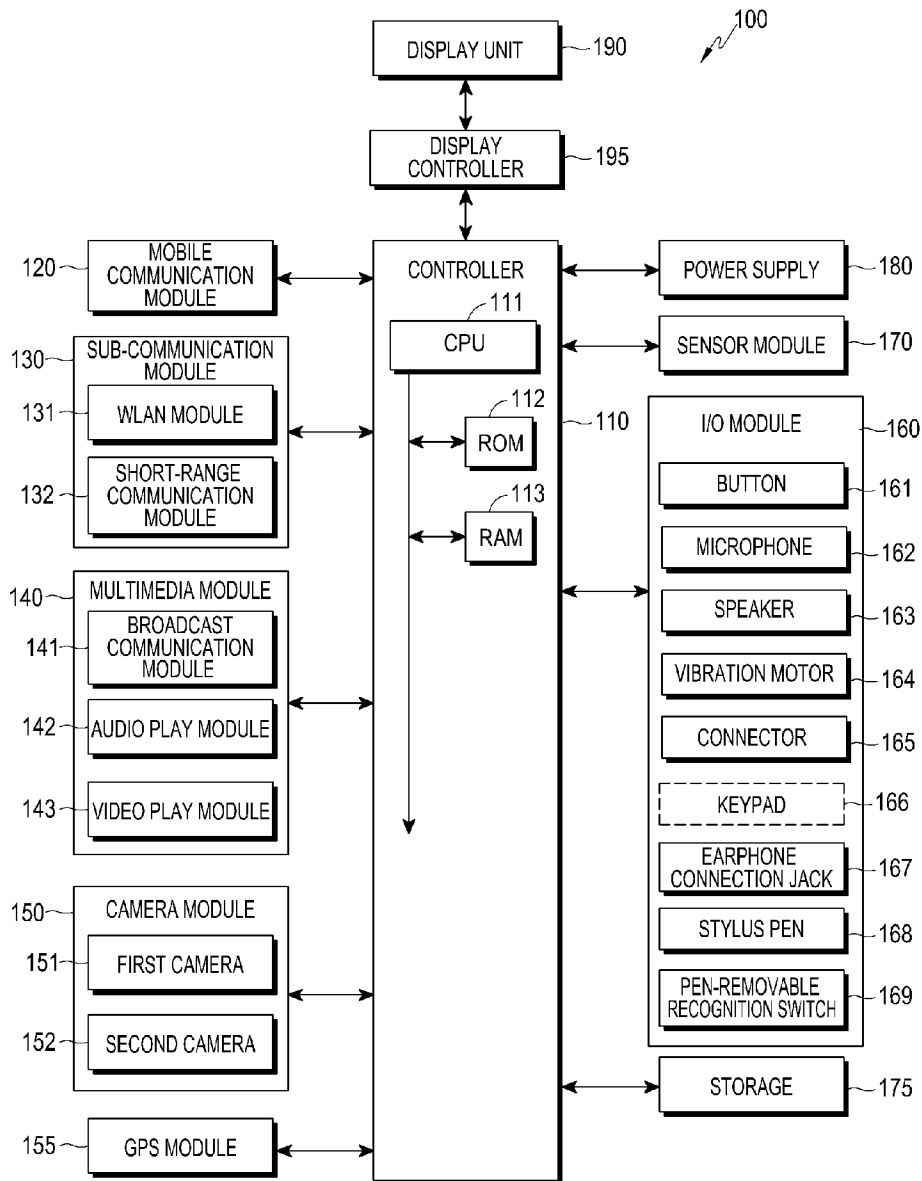 100
DISPLAY UNIT
190
DISPLAY
CONTROLLER
195
120
MOBILE
COMMUNICATION
MODULE
130
SUB-COMMUNICATION
MODULE
131
WLAN MODULE
132
SHORT-RANGE
COMMUNICATION
MODULE
140
MULTIMEDIA MODULE
141
BROADCAST
COMMUNICATION
MODULE
142
AUDIO PLAY MODULE
143
VIDEO PLAY MODULE
150
CAMERA MODULE
151
FIRST CAMERA
152
SECOND CAMERA
155
GPS MODULE
CONTROLLER
111
CPU
112
ROM
113
RAM
110
POWER SUPPLY
180
SENSOR MODULE
170
I/O MODULE
160
BUTTON
161
MICROPHONE
162
SPEAKER
163
VIBRATION MOTOR
164
CONNECTOR
165
KEYPAD
166
EARPHONE
CONNECTION JACK
167
STYLUS PEN
168
PEN-REMOVABLE
RECOGNITION SWITCH
169
STORAGE
175